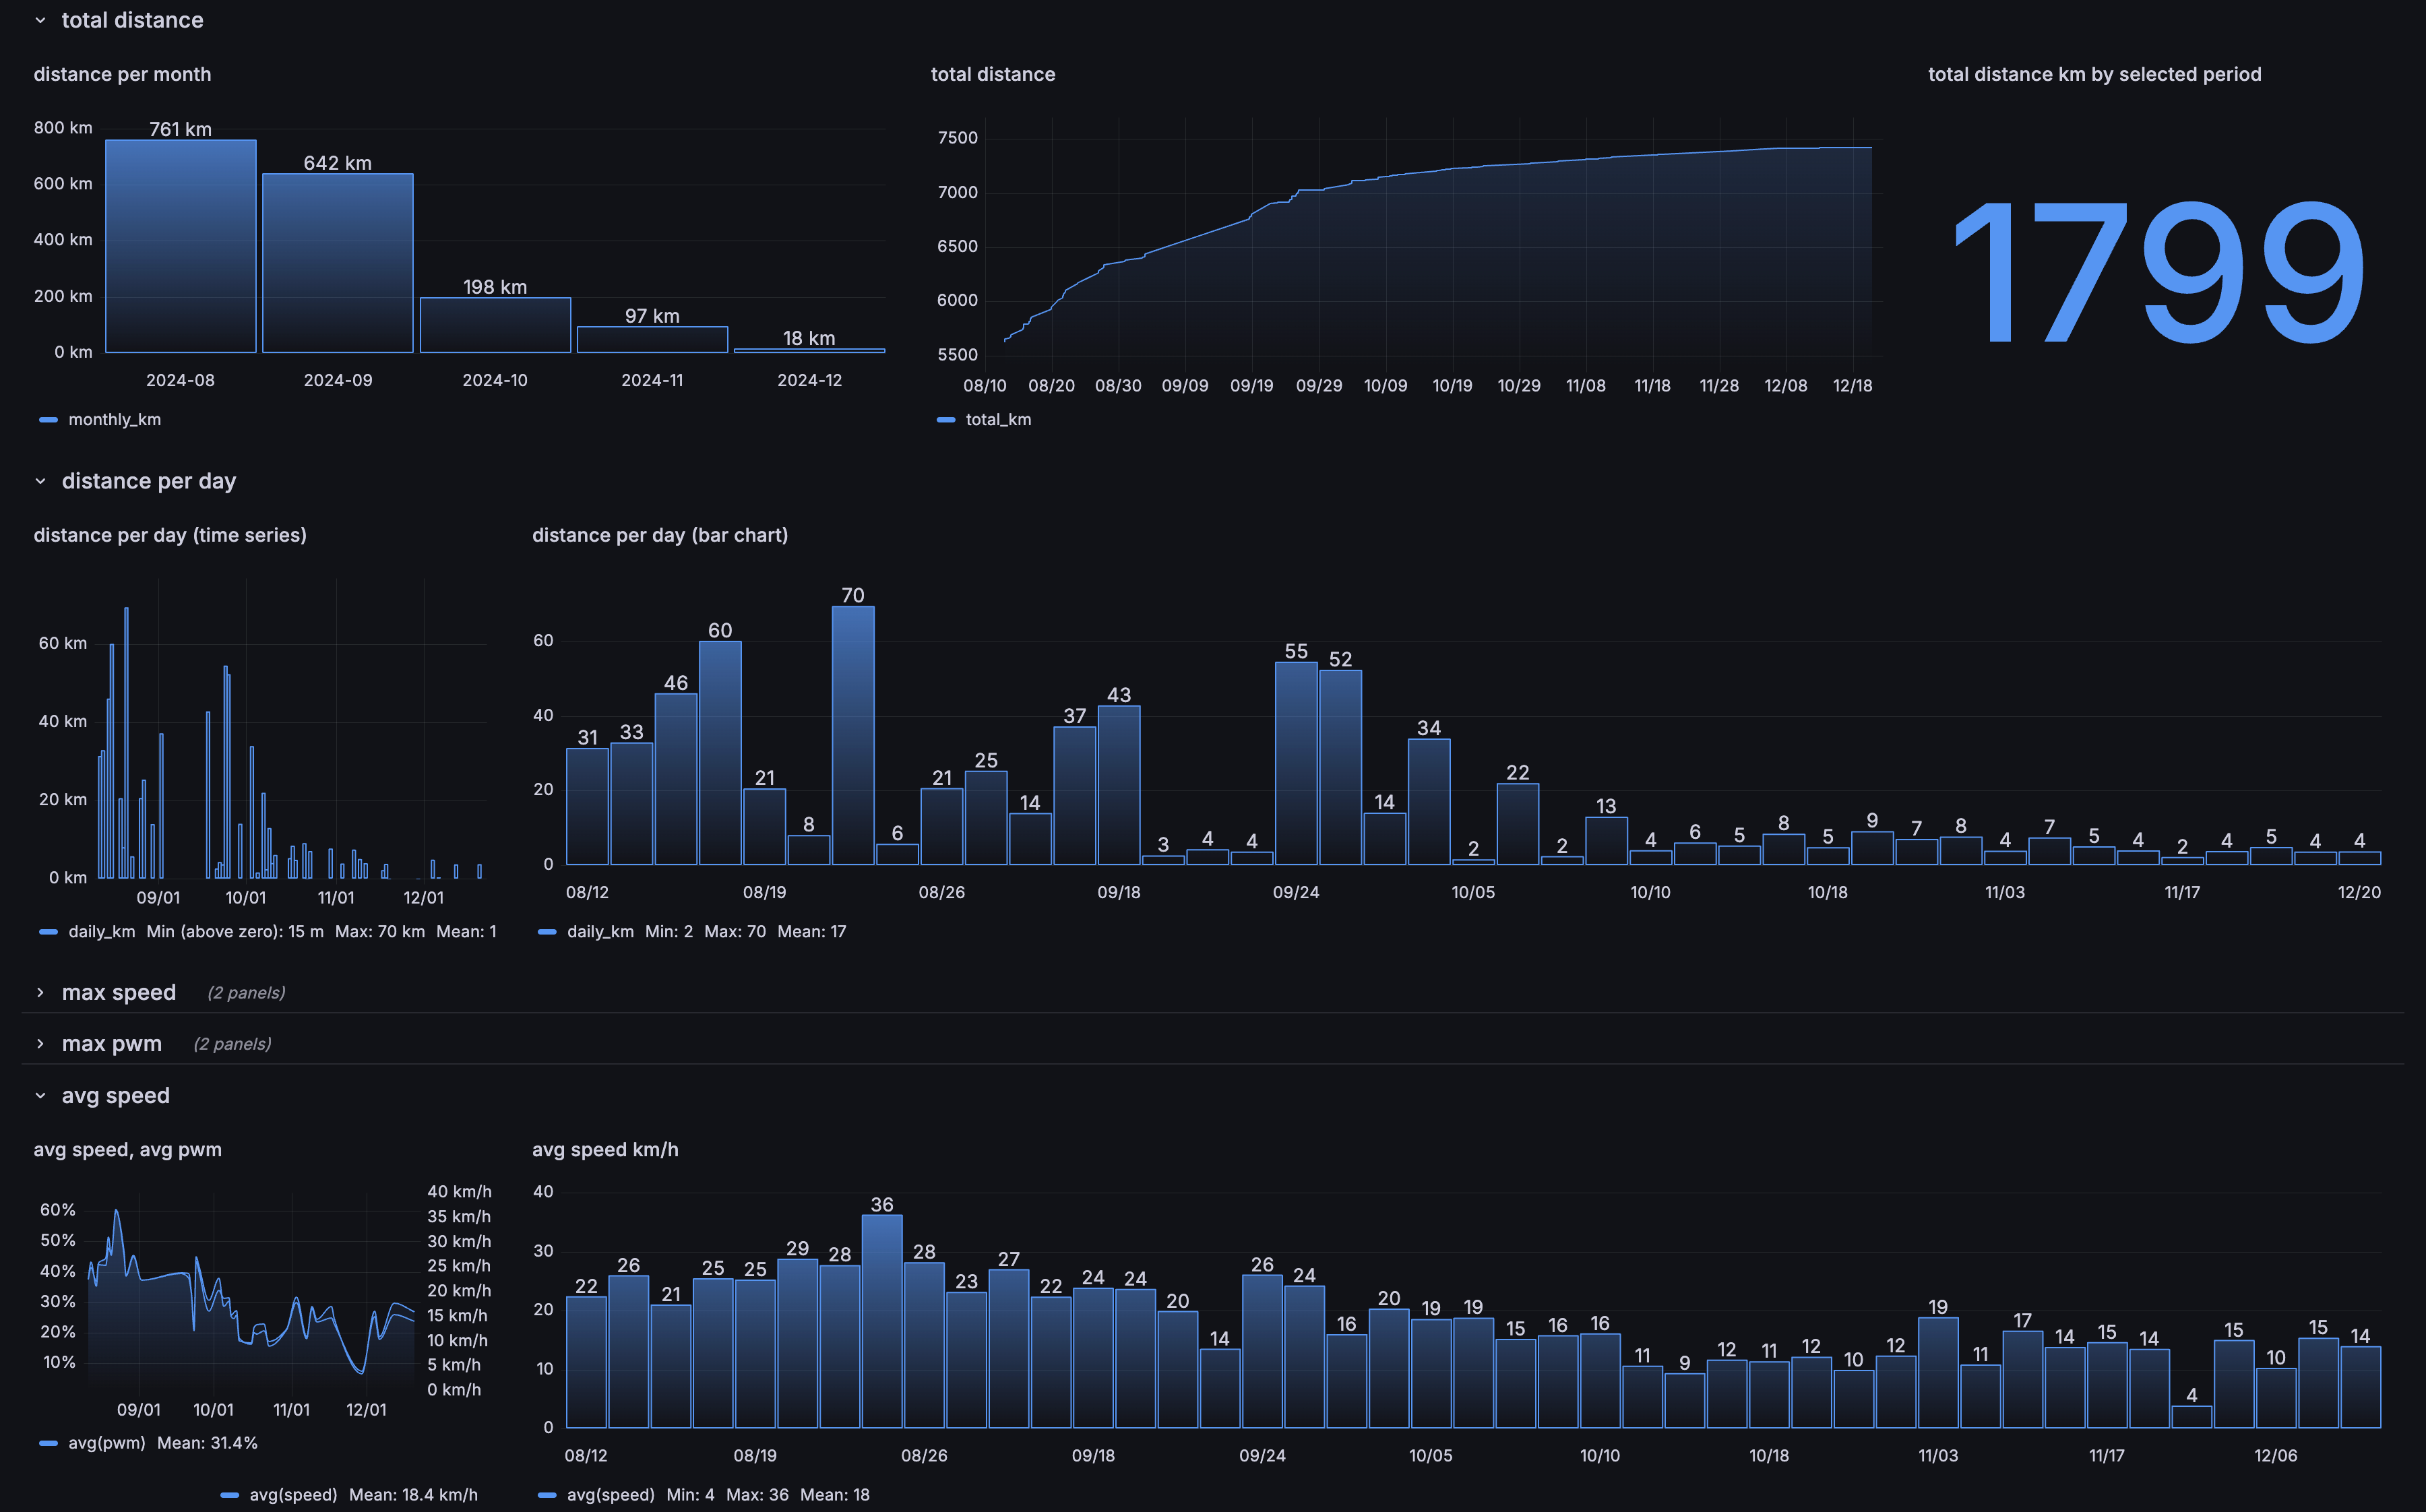 total distance
distance per month
total distance
total distance km by selected period
800 km
600 km
400 km
200 km
0 km
761 km
642 km
198 km
97 km
18 km
2024-08 2024-09 2024-10 2024-11 2024-12
monthly_km
7500
7000
6500
6000
5500
08/10 08/20 08/30 09/09 09/19 09/29 10/09 10/19 10/29 11/08 11/18 11/28 12/08 12/18
total_km
1799
distance per day
distance per day (time series)
60 km
40 km
20 km
0 km
09/01 10/01 11/01 12/01
daily_km Min (above zero): 15 m Max: 70 km Mean: 1
distance per day (bar chart)
60
40
20
0
31 33 46 60 21 8 70 6 21 25 14 37 43 3 4 4 55 52 14 34 2 22 2 13 4 6 5 8 5 9 7 8 4 7 5 4 2 4 5 4 4
08/12 08/19 08/26 09/18 09/24 10/05 10/10 10/18 11/03 11/17 12/20
daily_km Min: 2 Max: 70 Mean: 17
max speed (2 panels)
max pwm (2 panels)
avg speed
avg speed, avg pwm
60%
50%
40%
30%
20%
10%
40 km/h
35 km/h
30 km/h
25 km/h
20 km/h
15 km/h
10 km/h
5 km/h
0 km/h
09/01 10/01 11/01 12/01
avg(pwm) Mean: 31.4%
avg(speed) Mean: 18.4 km/h
avg speed km/h
40
30
20
10
0
22 26 21 25 25 29 28 36 28 23 27 22 24 24 20 14 26 24 16 20 19 19 15 16 16 11 9 12 11 12 10 12 19 11 17 14 15 14 4 15 10 15 14
08/12 08/19 08/26 09/18 09/24 10/05 10/10 10/18 11/03 11/17 12/06
avg(speed) Min: 4 Max: 36 Mean: 18